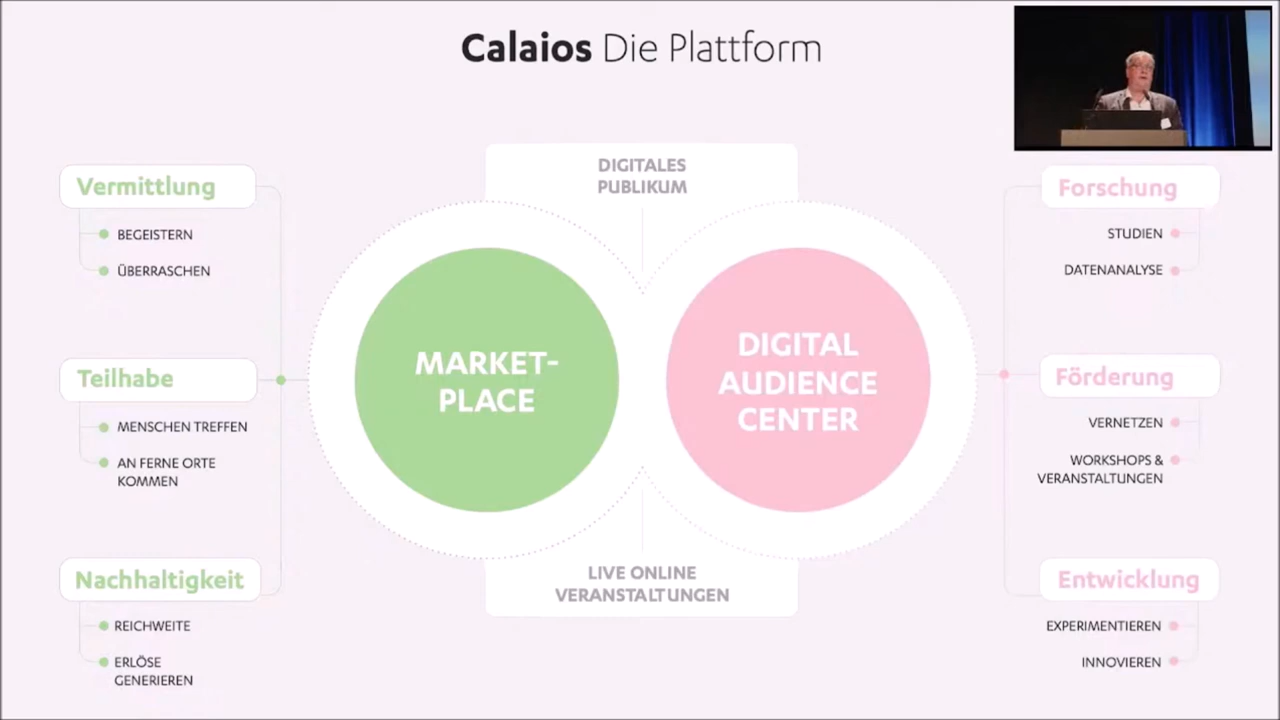 Calaios Die Plattform
DIGITALES
PUBLIKUM
Vermittlung
BEGEISTERN
ÜBERRASCHEN
Teilhabe
MENSCHEN TREFFEN
AN FERNE ORTE
KOMMEN
Nachhaltigkeit
REICHWEITE
ERLÖSE
GENERIEREN
MARKET-
PLACE
DIGITAL
AUDIENCE
CENTER
LIVE ONLINE
VERANSTALTUNGEN
Forschung
STUDIEN
DATENANALYSE
Förderung
VERNETZEN
WORKSHOPS &
VERANSTALTUNGEN
Entwicklung
EXPERIMENTIEREN
INNOVIEREN